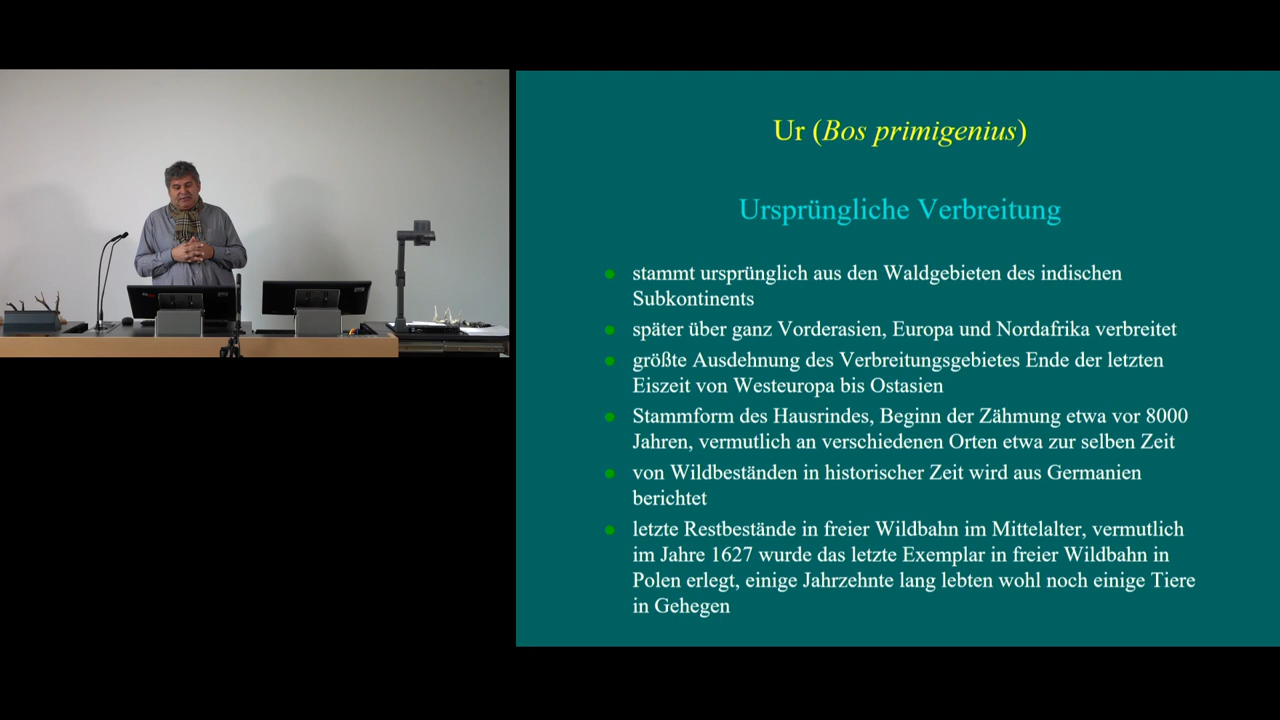 Ur (Bos primigenius)
Ursprüngliche Verbreitung
stammt ursprünglich aus den Waldgebieten des indischen
Subkontinents
später über ganz Vorderasien, Europa und Nordafrika verbreitet
größte Ausdehnung des Verbreitungsgebietes Ende der letzten
Eiszeit von Westeuropa bis Ostasien
Stammform des Hausrindes, Beginn der Zähmung etwa vor 8000
Jahren, vermutlich an verschiedenen Orten etwa zur selben Zeit
von Wildbeständen in historischer Zeit wird aus Germanien
berichtet
letzte Restbestände in freier Wildbahn im Mittelalter, vermutlich
im Jahre 1627 wurde das letzte Exemplar in freier Wildbahn in
Polen erlegt, einige Jahrzehnte lang lebten wohl noch einige Tiere
in Gehegen